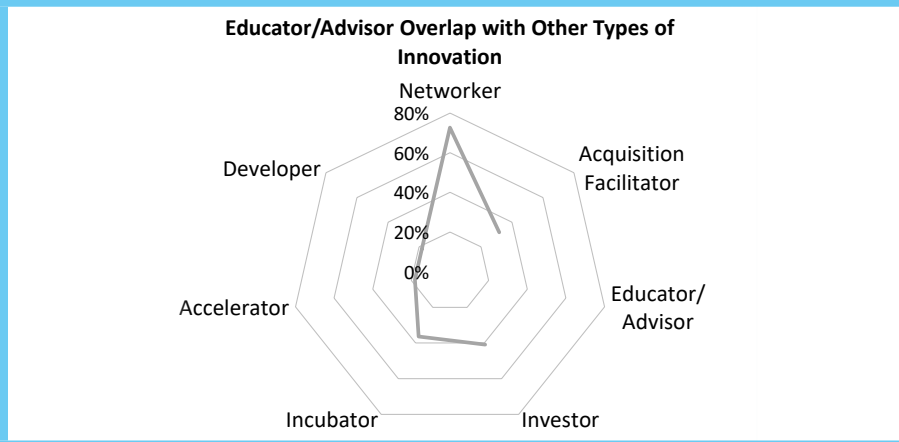 Educator/Advisor Overlap with Other Types of
Innovation
Networker
80%
60%
40%
20%
0%
Acquisition
Facilitator
Educator/
Advisor
Investor
Incubator
Accelerator
Developer